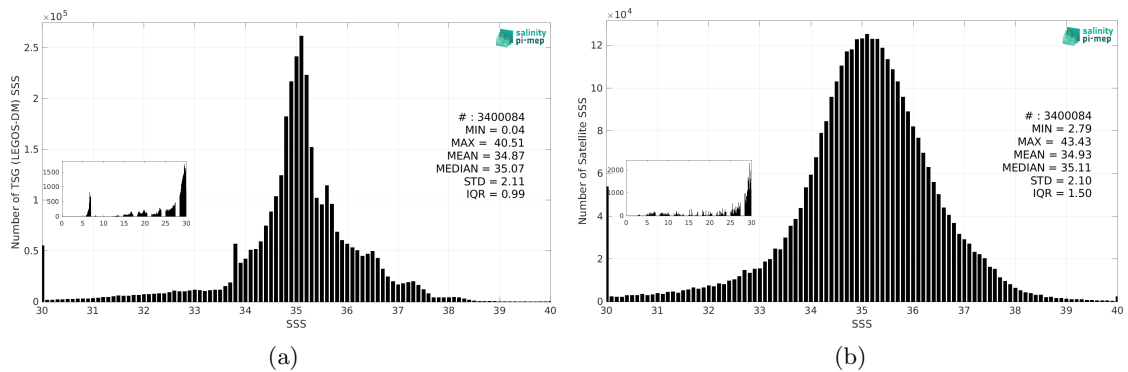 ×10⁵
2.5
2
1.5
1
0.5
0
Number of TSG (LEGOS-DM) SSS
salinity
pi-mep
# : 3400084
MIN = 0.04
MAX = 40.51
MEAN = 34.87
MEDIAN = 35.07
STD = 2.11
IQR = 0.99
1500
1000
500
0
0 5 10 15 20 25 30
30 31 32 33 34 35 36 37 38 39 40
SSS
(a)
×10⁴
12
10
8
6
4
2
0
Number of Satellite SSS
salinity
pi-mep
# : 3400084
MIN = 2.79
MAX = 43.43
MEAN = 34.93
MEDIAN = 35.11
STD = 2.10
IQR = 1.50
2000
1000
0
0 5 10 15 20 25 30
30 31 32 33 34 35 36 37 38 39 40
SSS
(b)